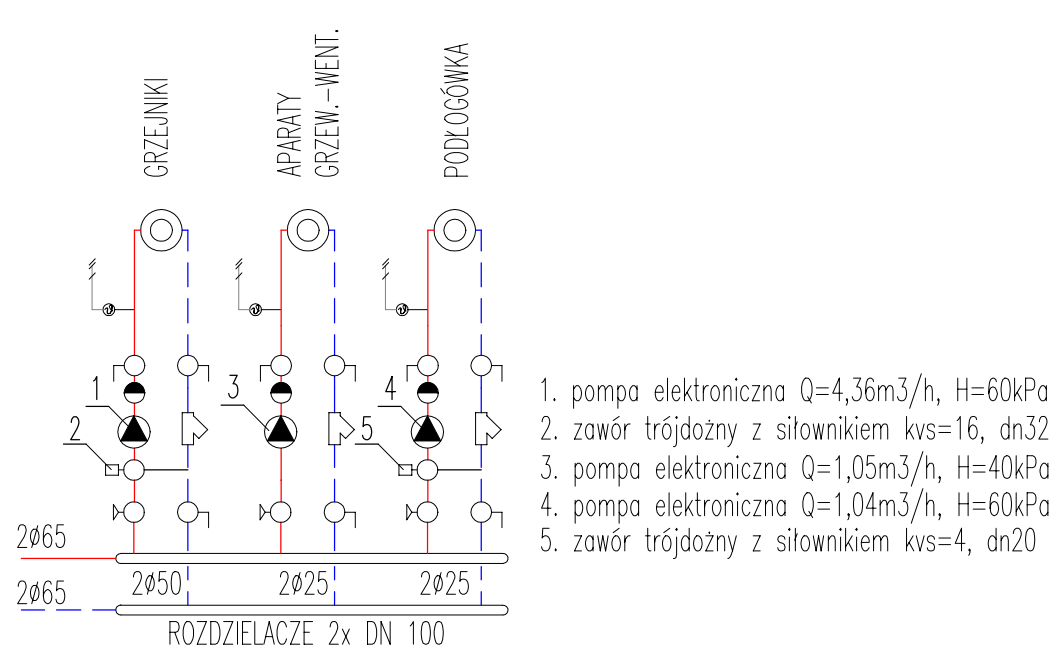 GRZEJNIKI
APARATY
GRZEW.-WENT.
PODŁOGÓWKA
1
2
3
4
5
1. pompa elektroniczna Q=4,36m3/h, H=60kPa
2. zawór trójdożny z siłownikiem kvs=16, dn32
3. pompa elektroniczna Q=1,05m3/h, H=40kPa
4. pompa elektroniczna Q=1,04m3/h, H=60kPa
5. zawór trójdożny z siłownikiem kvs=4, dn20
2ø65
2ø65
2ø50
2ø25
2ø25
ROZDZIELACZE 2x DN 100